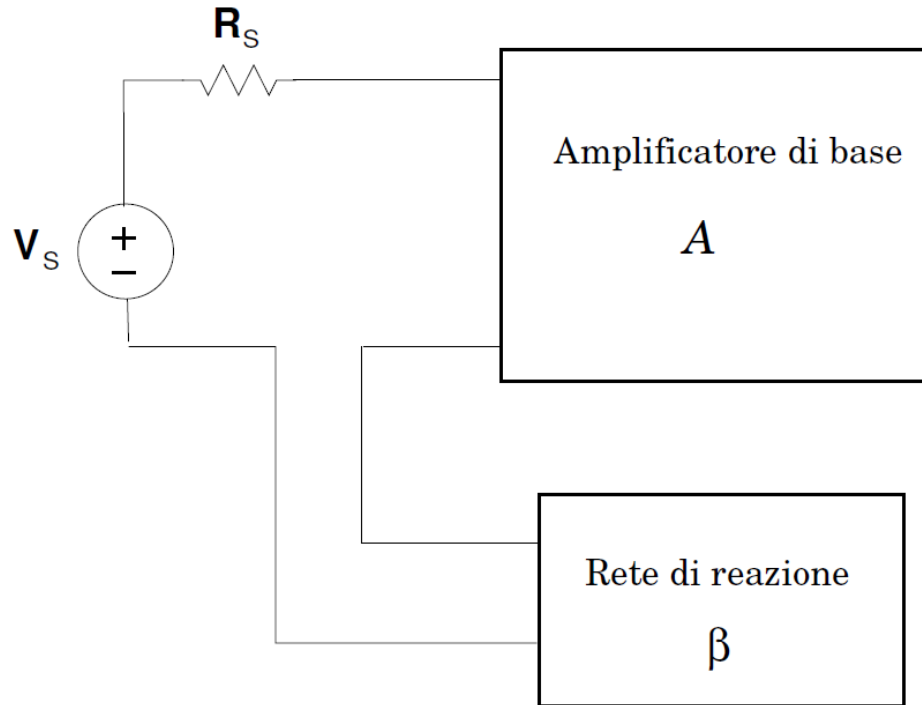 R_S
Amplificatore di base
A
V_S
+
−
Rete di reazione
β